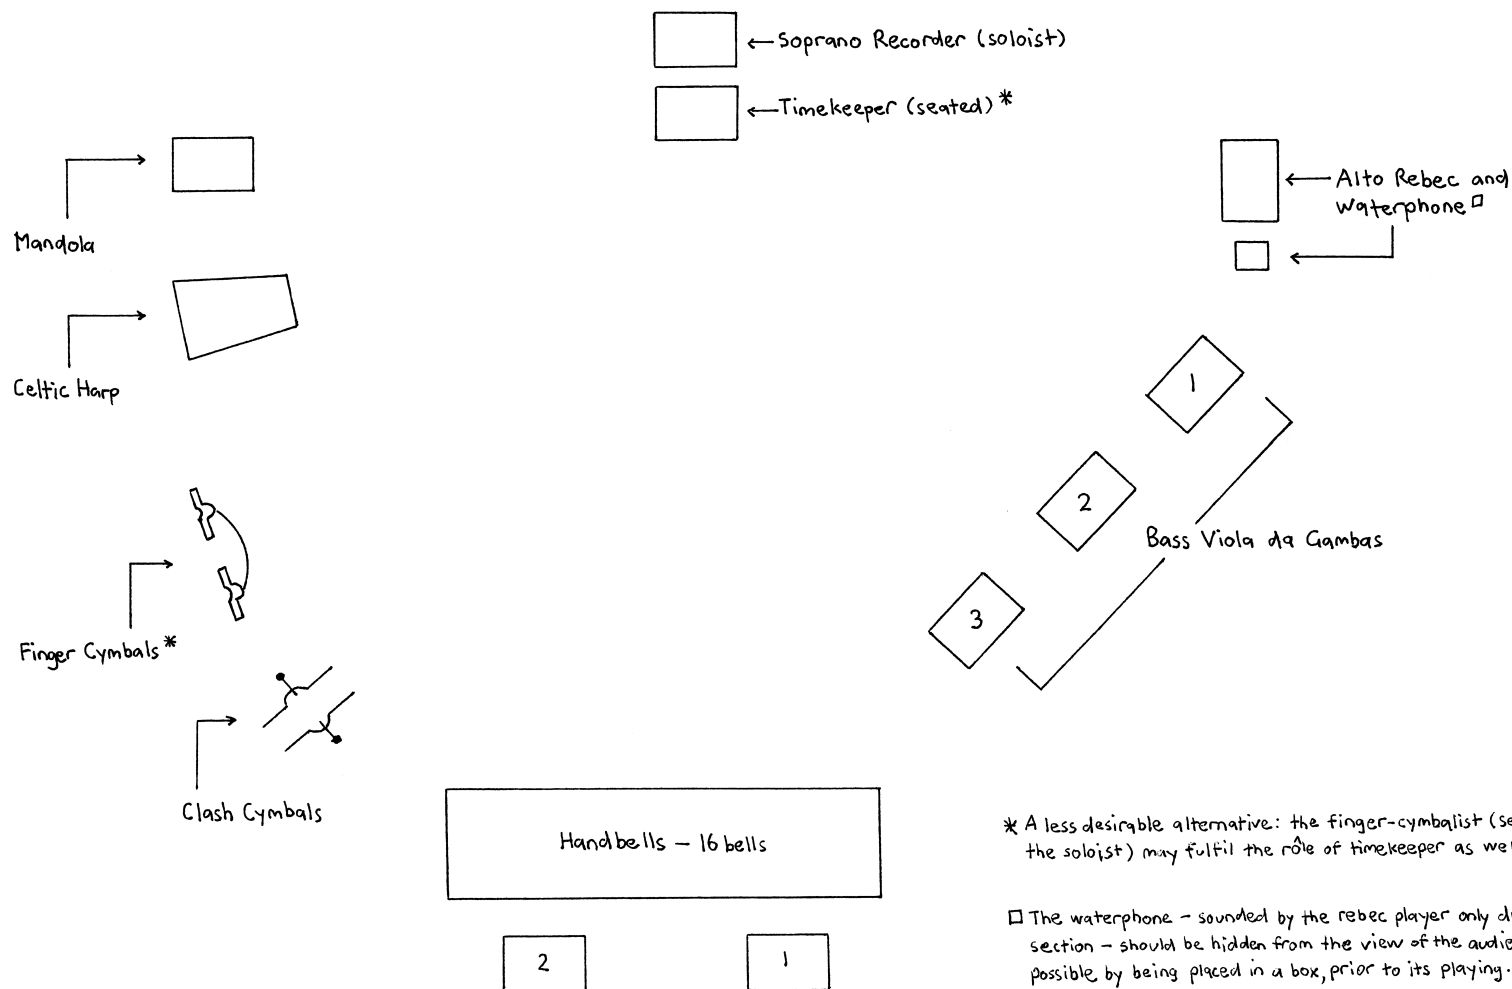 ←Soprano Recorder (soloist)
←Timekeeper (seated)*
←Alto Rebec and
Waterphone□
Mandola
Celtic Harp
1
2
Bass Viola da Gambas
3
Finger Cymbals*
Clash Cymbals
Handbells – 16 bells
2
1
* A less desirable alternative: the finger-cymbalist
the soloist) may fulfil the rôle of timekeeper as
□ The waterphone – sounded by the rebec player only
section – should be hidden from the view of the
possible by being placed in a box, prior to its playing.